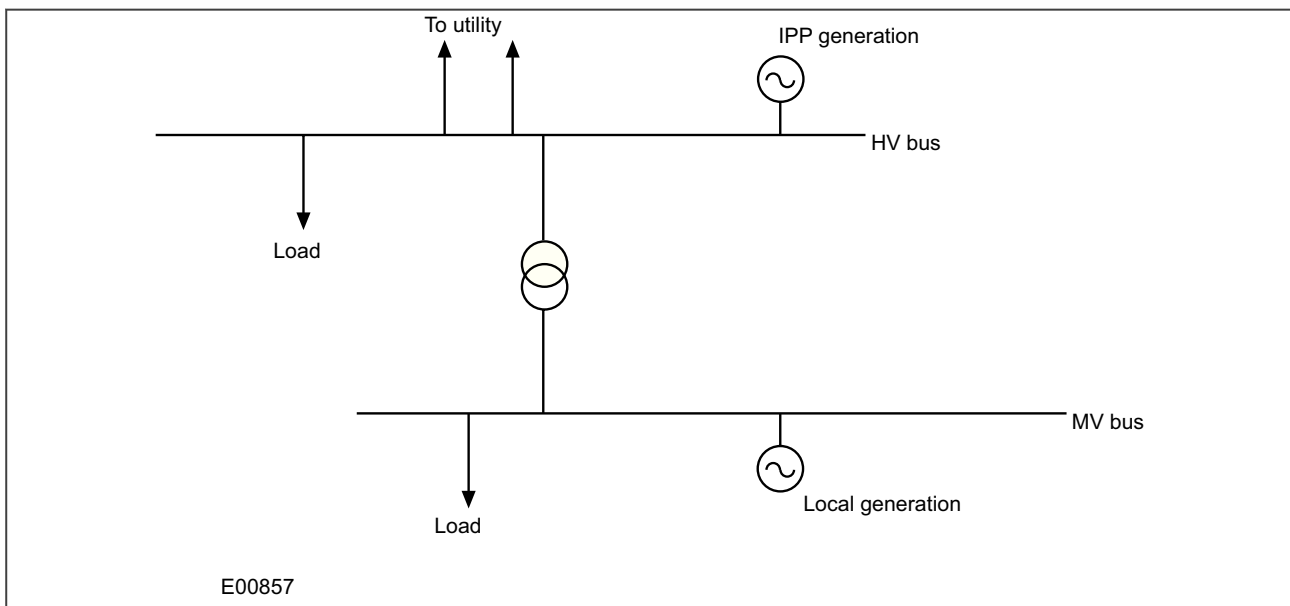 To utility
IPP generation
HV bus
Load
MV bus
Local generation
Load
E00857